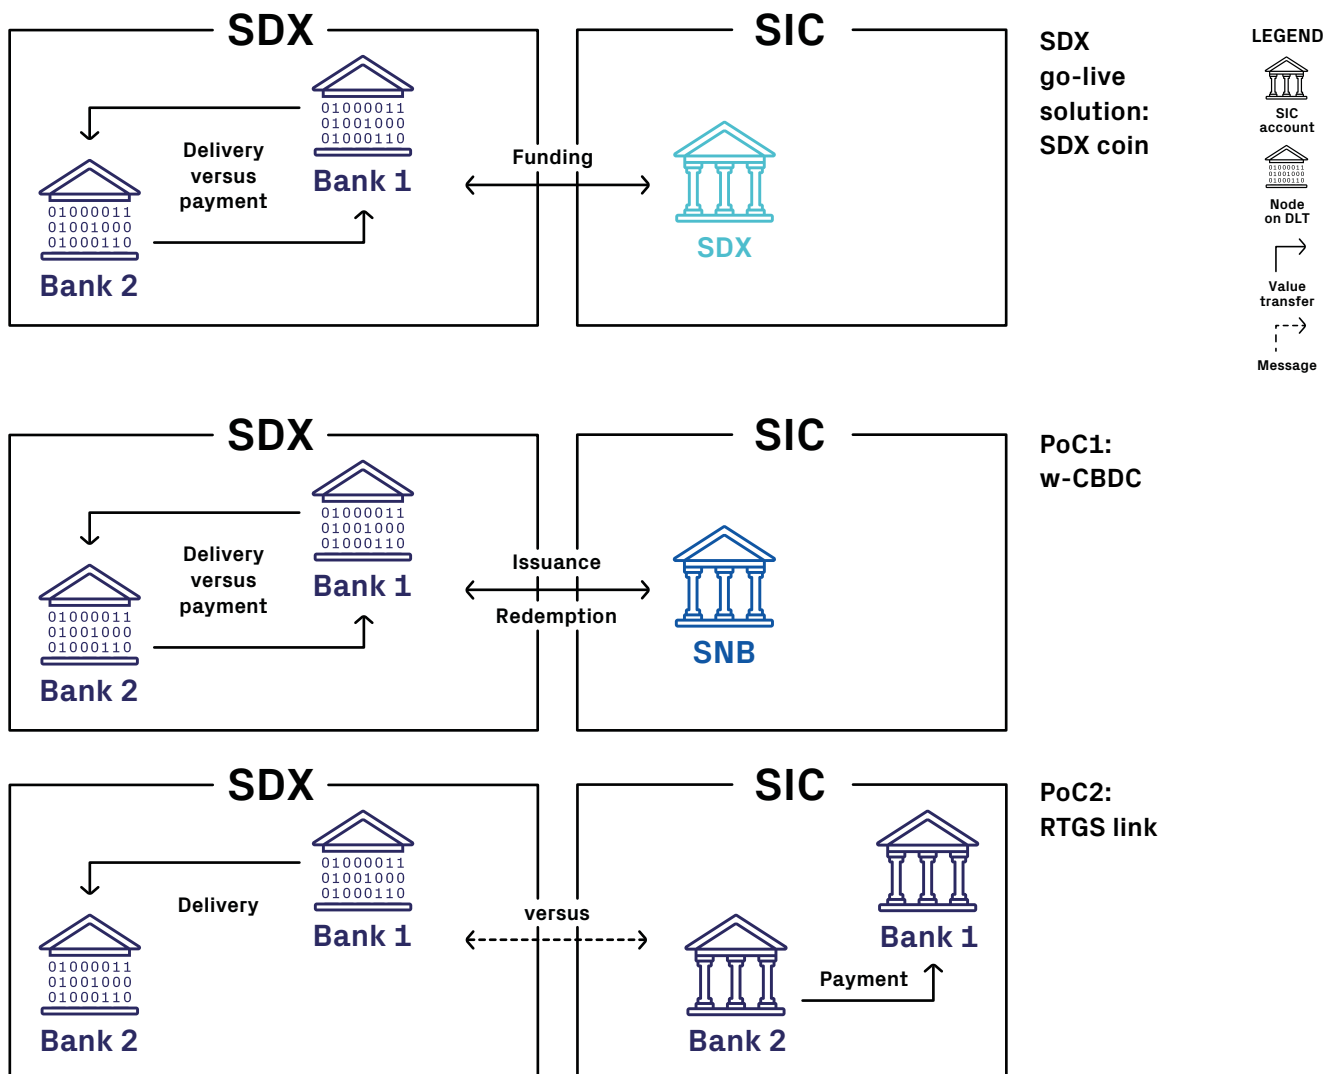 SDX
SIC
01000011
01001000
01000110
Bank 1
Delivery
versus
payment
01000011
01001000
01000110
Bank 2
Funding
SDX
SDX
go-live
solution:
SDX coin
LEGEND
SIC
account
01000011
01001000
01000110
Node
on DLT
Value
transfer
Message
SDX
SIC
01000011
01001000
01000110
Bank 1
Delivery
versus
payment
01000011
01001000
01000110
Bank 2
Issuance
Redemption
SNB
PoC1:
w-CBDC
SDX
SIC
01000011
01001000
01000110
Bank 1
Delivery
01000011
01001000
01000110
Bank 2
versus
Bank 1
Payment
Bank 2
PoC2:
RTGS link